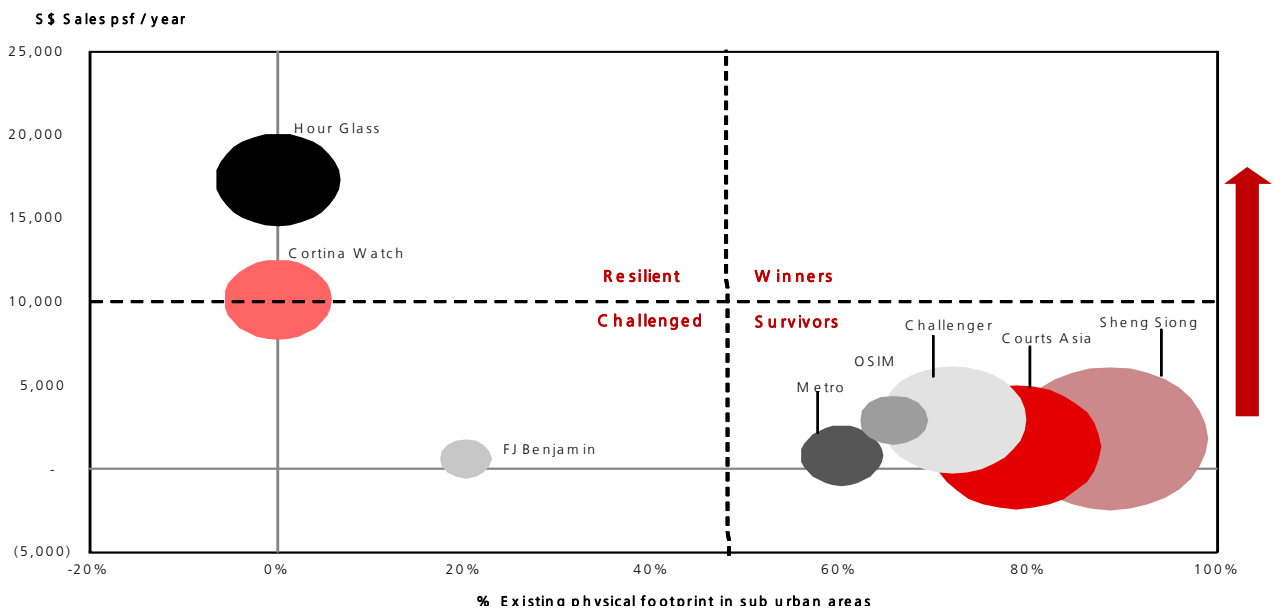 S$ Sales psf / year
25,000
Hour Glass
20,000
15,000
Cortina Watch
Resilient Winners
10,000
Challenged Survivors
Challenger Sheng Siong
Courts Asia
OSIM
5,000
Metro
FJ Benjamin
-
(5,000)
-20% 0% 20% 40% 60% 80% 100%
% Existing physical footprint in sub urban areas